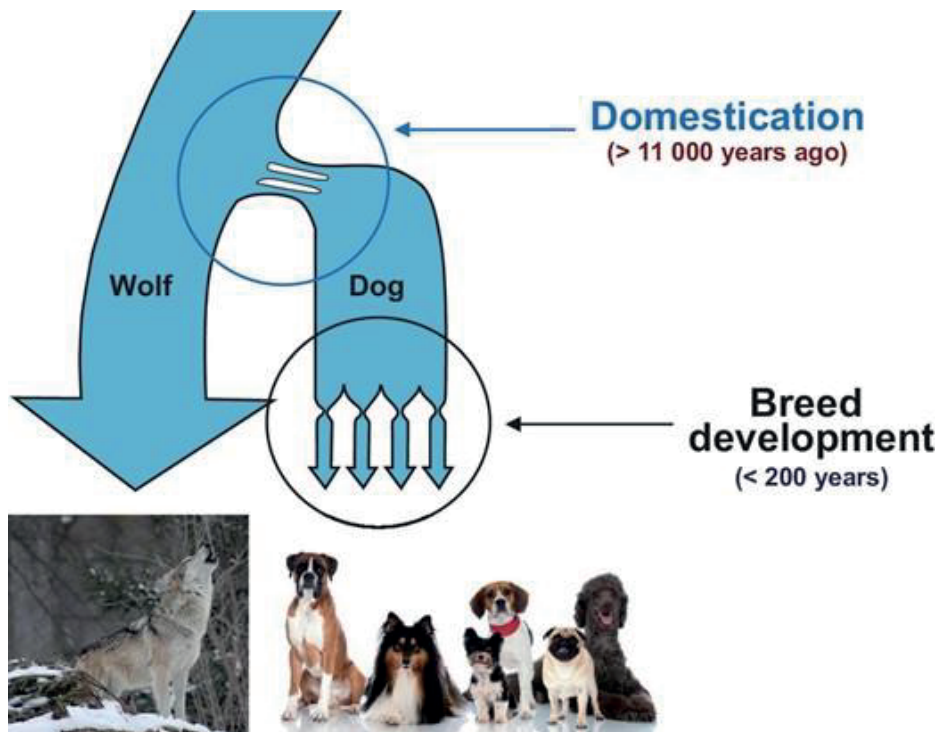 Domestication
(> 11 000 years ago)
Wolf
Dog
Breed
development
(< 200 years)